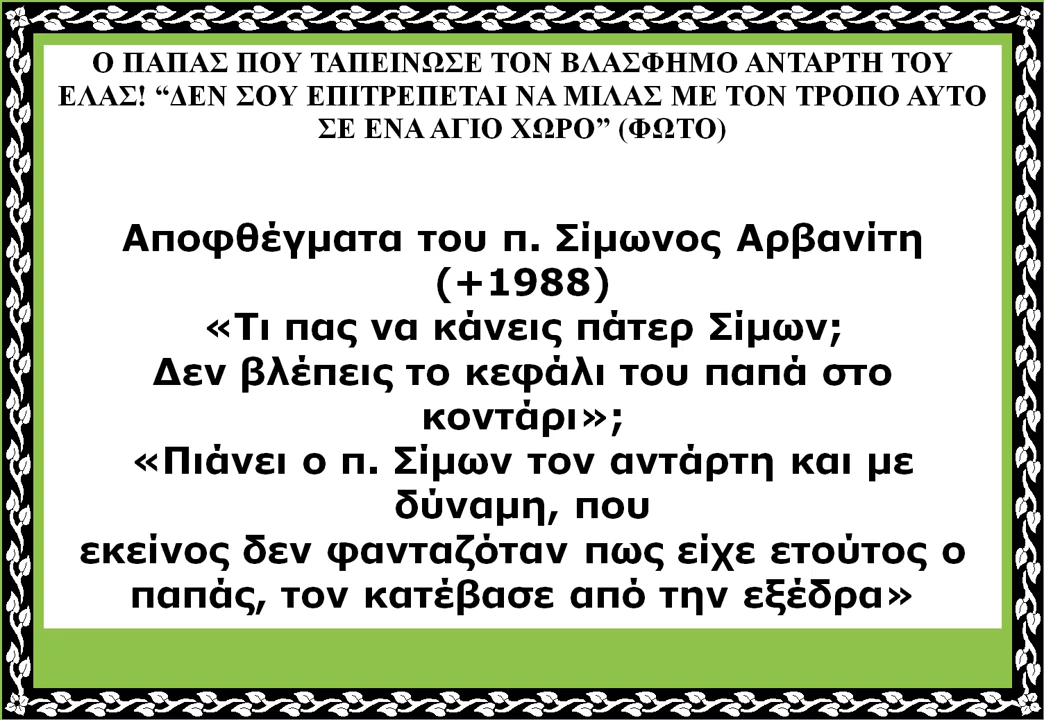 Ο ΠΑΠΑΣ ΠΟΥ ΤΑΠΕΙΝΩΣΕ ΤΟΝ ΒΛΑΣΦΗΜΟ ΑΝΤΑΡΤΗ ΤΟΥ
ΕΛΑΣ! “ΔΕΝ ΣΟΥ ΕΠΙΤΡΕΠΕΤΑΙ ΝΑ ΜΙΛΑΣ ΜΕ ΤΟΝ ΤΡΟΠΟ ΑΥΤΟ
ΣΕ ΕΝΑ ΑΓΙΟ ΧΩΡΟ” (ΦΩΤΟ)
Αποφθέγματα του π. Σίμωνος Αρβανίτη
(+1988)
«Τι πας να κάνεις πάτερ Σίμων;
Δεν βλέπεις το κεφάλι του παπά στο
κοντάρι»;
«Πιάνει ο π. Σίμων τον αντάρτη και με
δύναμη, που
εκείνος δεν φανταζόταν πως είχε ετούτος ο
παπάς, τον κατέβασε από την εξέδρα»